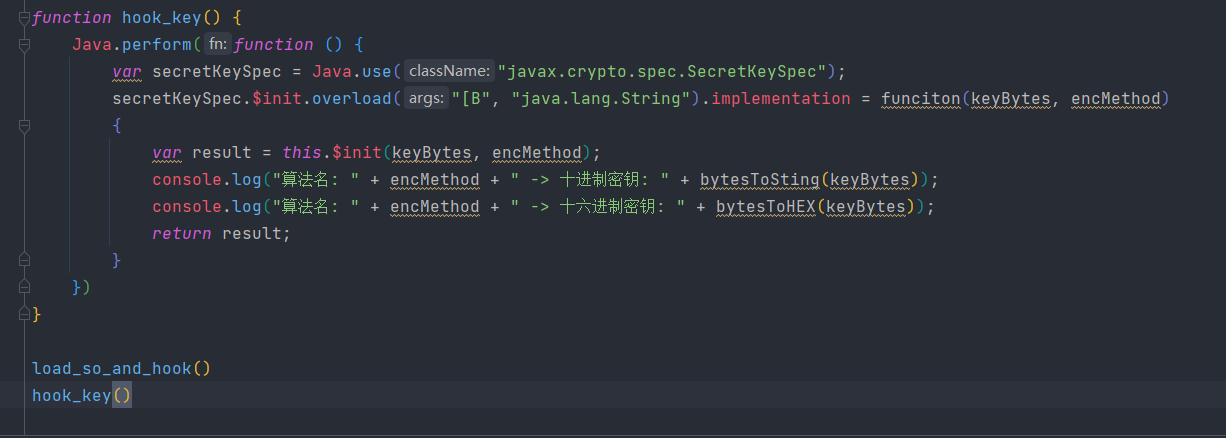 function hook_key() {
    Java.perform( fn: function () {
        var secretKeySpec = Java.use( className: "javax.crypto.spec.SecretKeySpec");
        secretKeySpec.$init.overload( args: "[B", "java.lang.String").implementation = funciton(keyBytes, encMethod)
        {
            var result = this.$init(keyBytes, encMethod);
            console.log("算法名: " + encMethod + " -> 十进制密钥: " + bytesToSting(keyBytes));
            console.log("算法名: " + encMethod + " -> 十六进制密钥: " + bytesToHEX(keyBytes));
            return result;
        }
    })
}
load_so_and_hook()
hook_key()